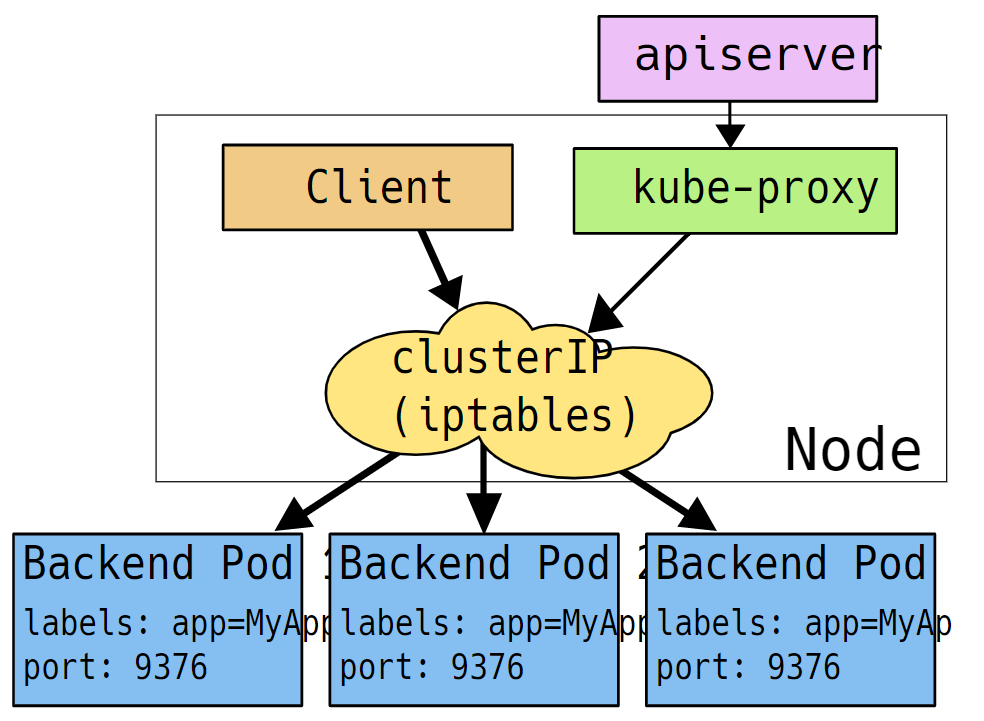 apiserver
Client
kube-proxy
clusterIP
(iptables)
Node
Backend Pod 1
labels: app=MyApp
port: 9376
Backend Pod 2
labels: app=MyApp
port: 9376
Backend Pod
labels: app=MyAp
port: 9376